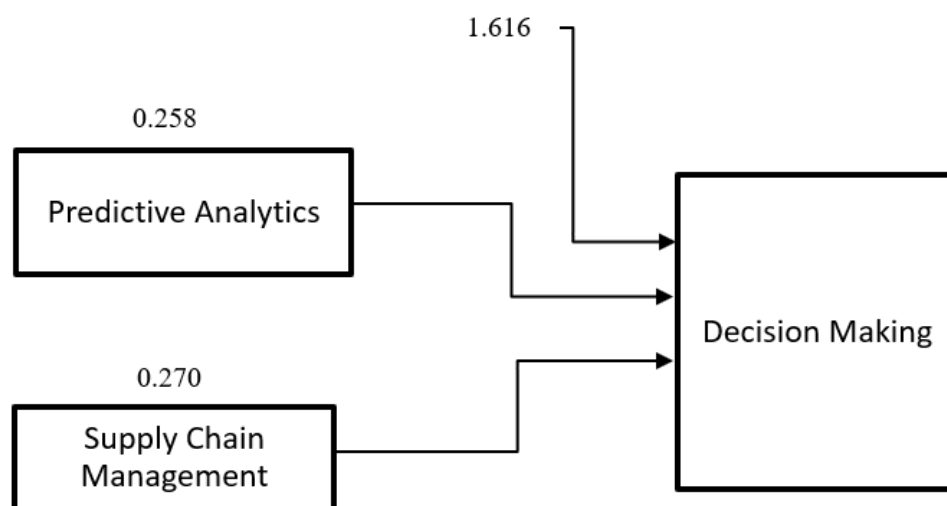 1.616
0.258
Predictive Analytics
Decision Making
0.270
Supply Chain
Management